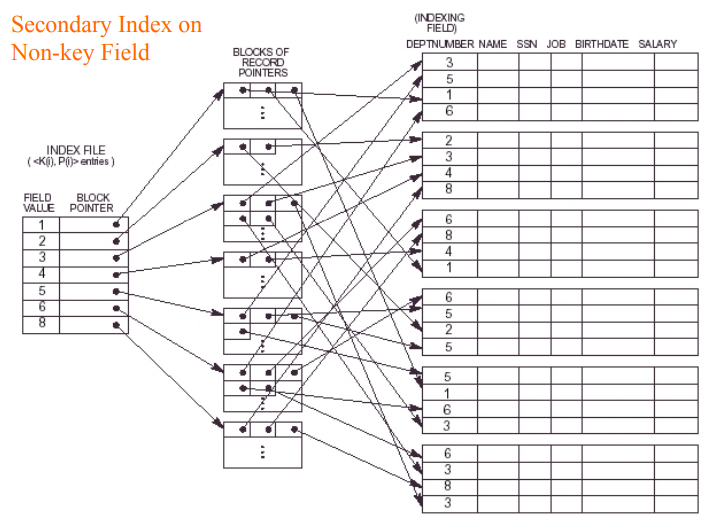 Secondary Index on
Non-key Field
(INDEXING
FIELD)
DEPTNUMBER NAME SSN JOB BIRTHDATE SALARY
BLOCKS OF
RECORD
POINTERS
INDEX FILE
( <K(i), P(i)> entries )
FIELD
VALUE
BLOCK
POINTER
1
2
3
4
5
6
8
3
5
1
6
2
3
4
8
6
8
4
1
6
5
2
5
5
1
6
3
6
3
8
3